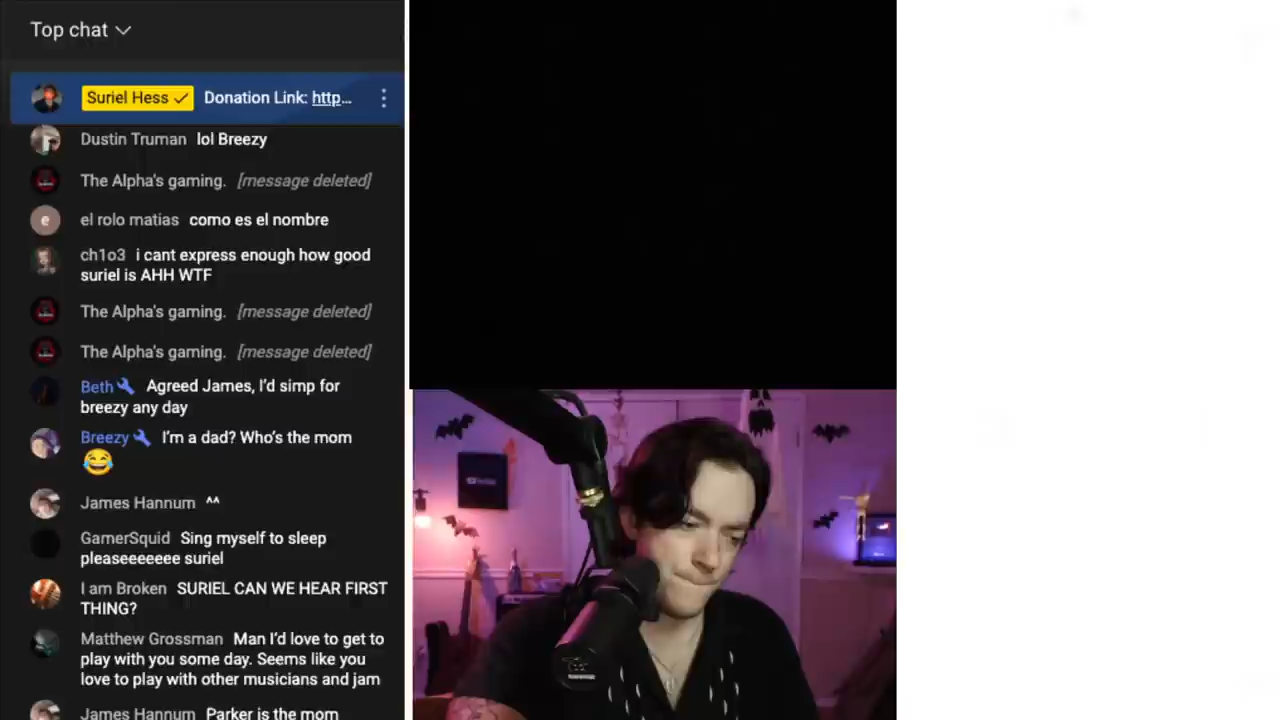 Top chat
Suriel Hess Donation Link: http...
Dustin Truman lol Breezy
The Alpha's gaming. [message deleted]
el rolo matias como es el nombre
ch1o3 i cant express enough how good
suriel is AHH WTF
The Alpha's gaming. [message deleted]
The Alpha's gaming. [message deleted]
Beth Agreed James, I'd simp for
breezy any day
Breezy I'm a dad? Who's the mom
😂
James Hannum ^^
GamerSquid Sing myself to sleep
pleaseeeeeee suriel
I am Broken SURIEL CAN WE HEAR FIRST
THING?
Matthew Grossman Man I'd love to get to
play with you some day. Seems like you
love to play with other musicians and jam
James Hannum Parker is the mom